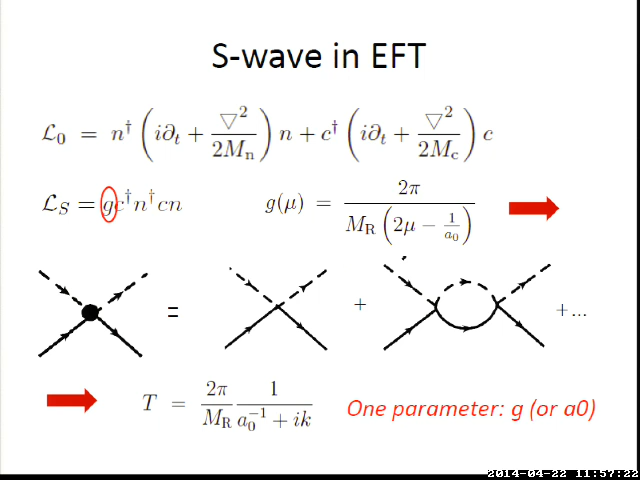 S-wave in EFT
ℒ₀ = n† ( i∂ₜ + ▽² / 2Mₙ ) n + c† ( i∂ₜ + ▽² / 2M_c ) c
ℒ_S = gc†n†cn g(μ) = 2π / M_R ( 2μ − 1/a₀ )
= + + ...
T = 2π / M_R 1 / a₀⁻¹ + ik One parameter: g (or a0)
2014-04-22 11:57:22